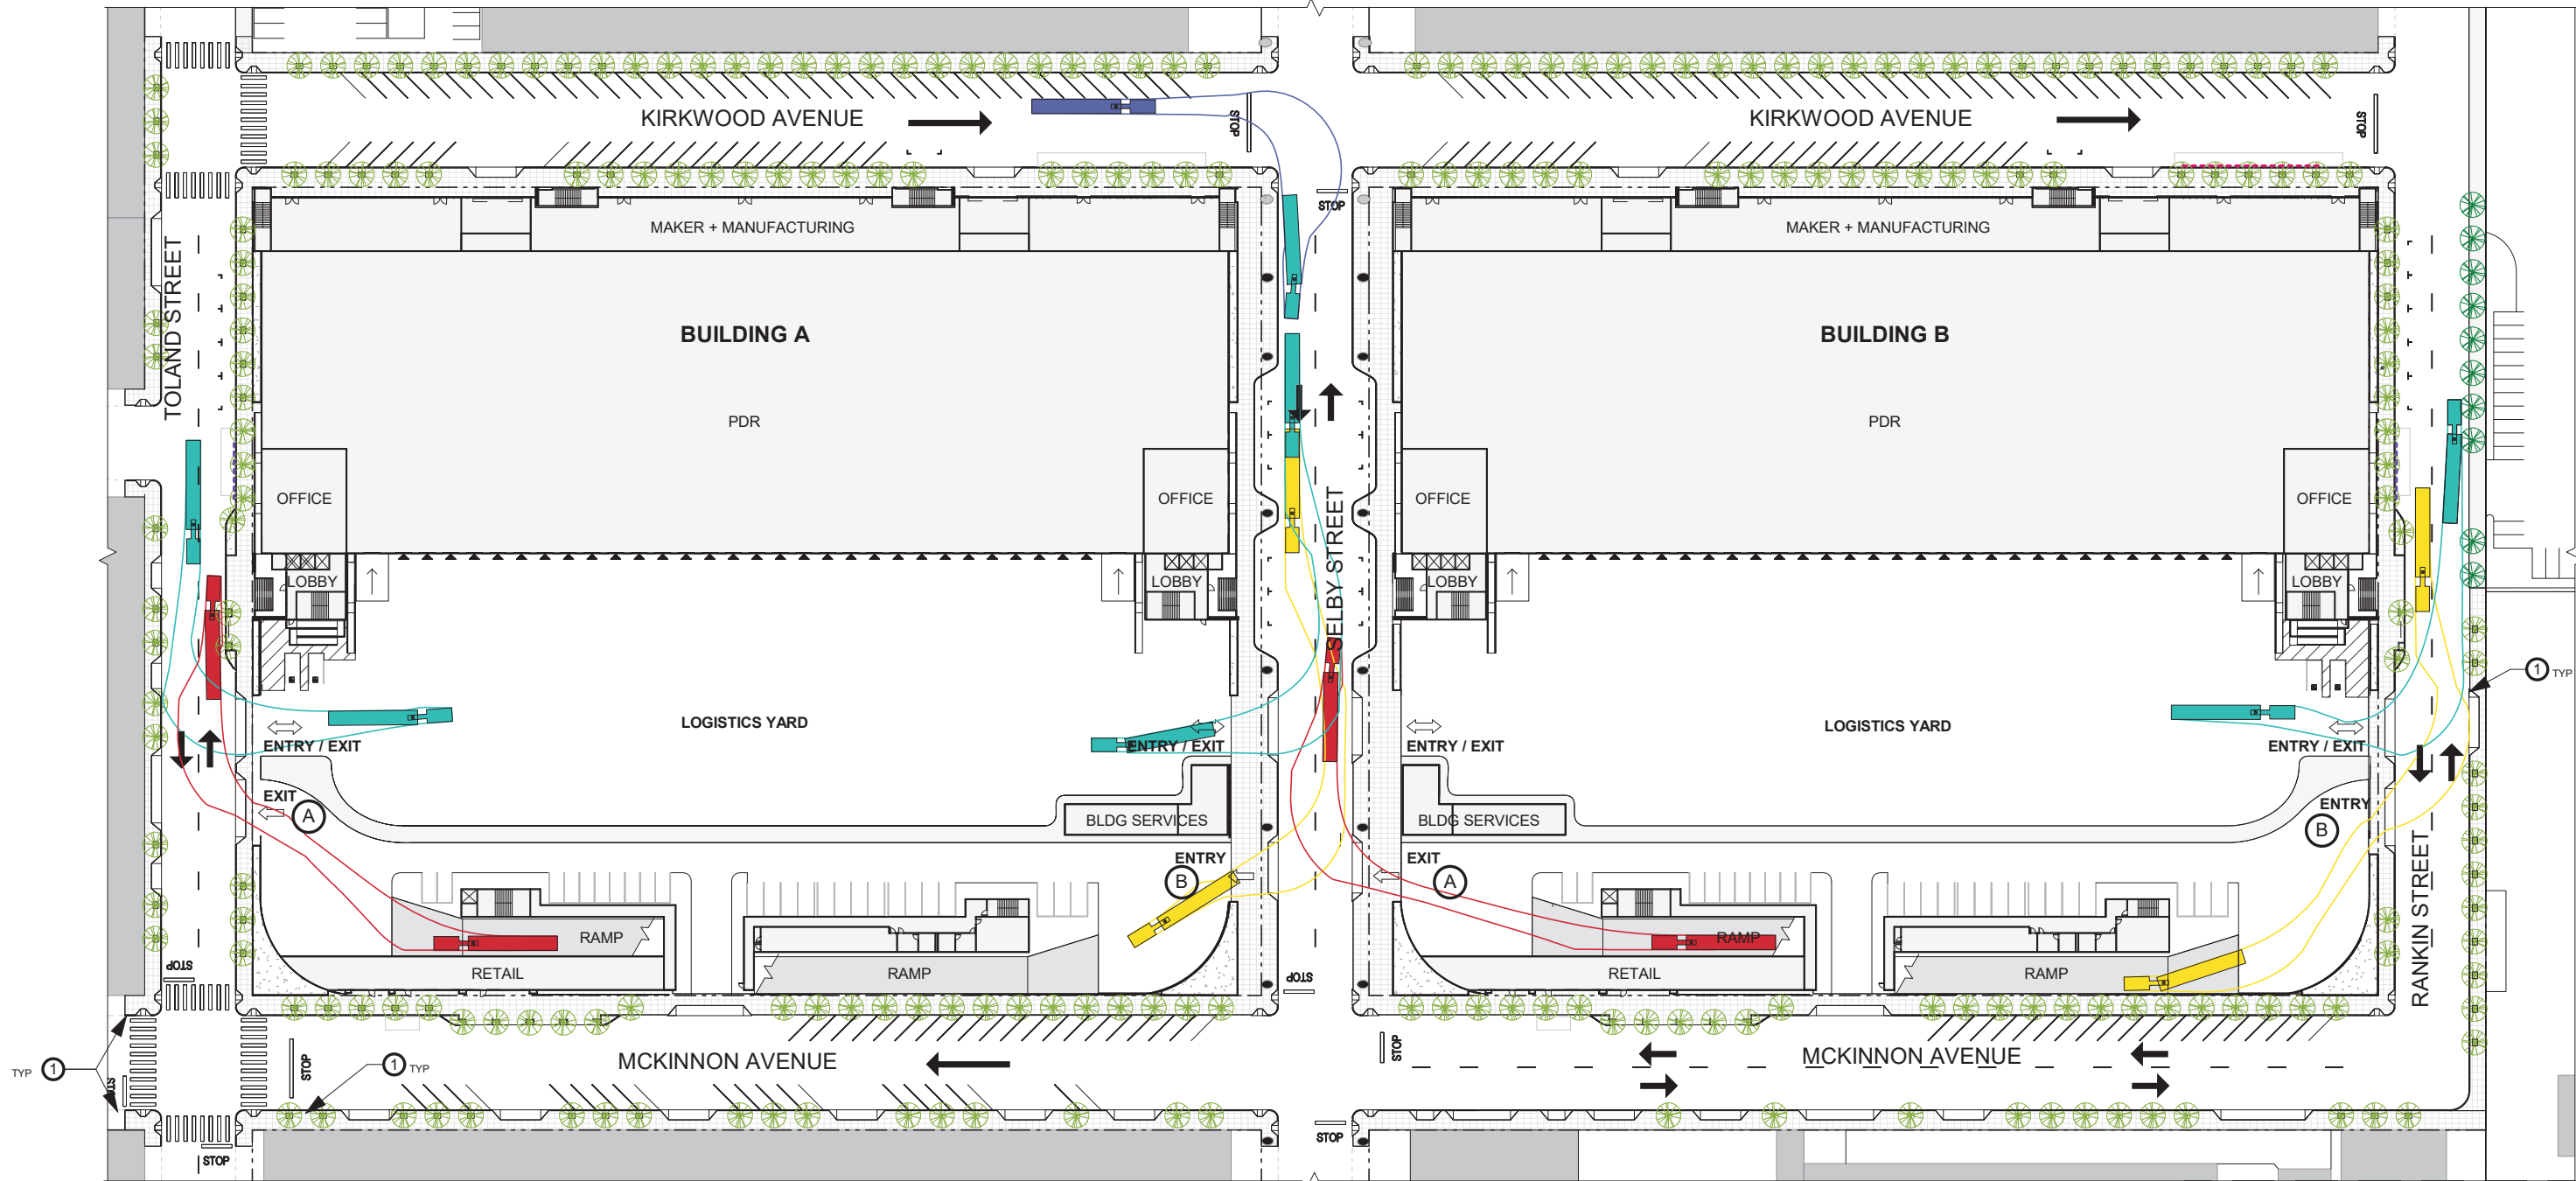 KIRKWOOD AVENUE
STOP
KIRKWOOD AVENUE
STOP
STOP
MAKER + MANUFACTURING
MAKER + MANUFACTURING
TOLAND STREET
BUILDING A
BUILDING B
PDR
PDR
OFFICE
OFFICE
SELBY STREET
OFFICE
OFFICE
LOBBY
LOBBY
LOBBY
LOBBY
1 TYP
LOGISTICS YARD
LOGISTICS YARD
ENTRY / EXIT
ENTRY / EXIT
ENTRY / EXIT
ENTRY / EXIT
EXIT
A
BLDG SERVICES
BLDG SERVICES
ENTRY
B
ENTRY
B
EXIT
A
RANKIN STREET
RAMP
RAMP
RETAIL
RAMP
RETAIL
RAMP
STOP
STOP
MCKINNON AVENUE
MCKINNON AVENUE
STOP
STOP
TYP 1
1 TYP
STOP
STOP
STOP